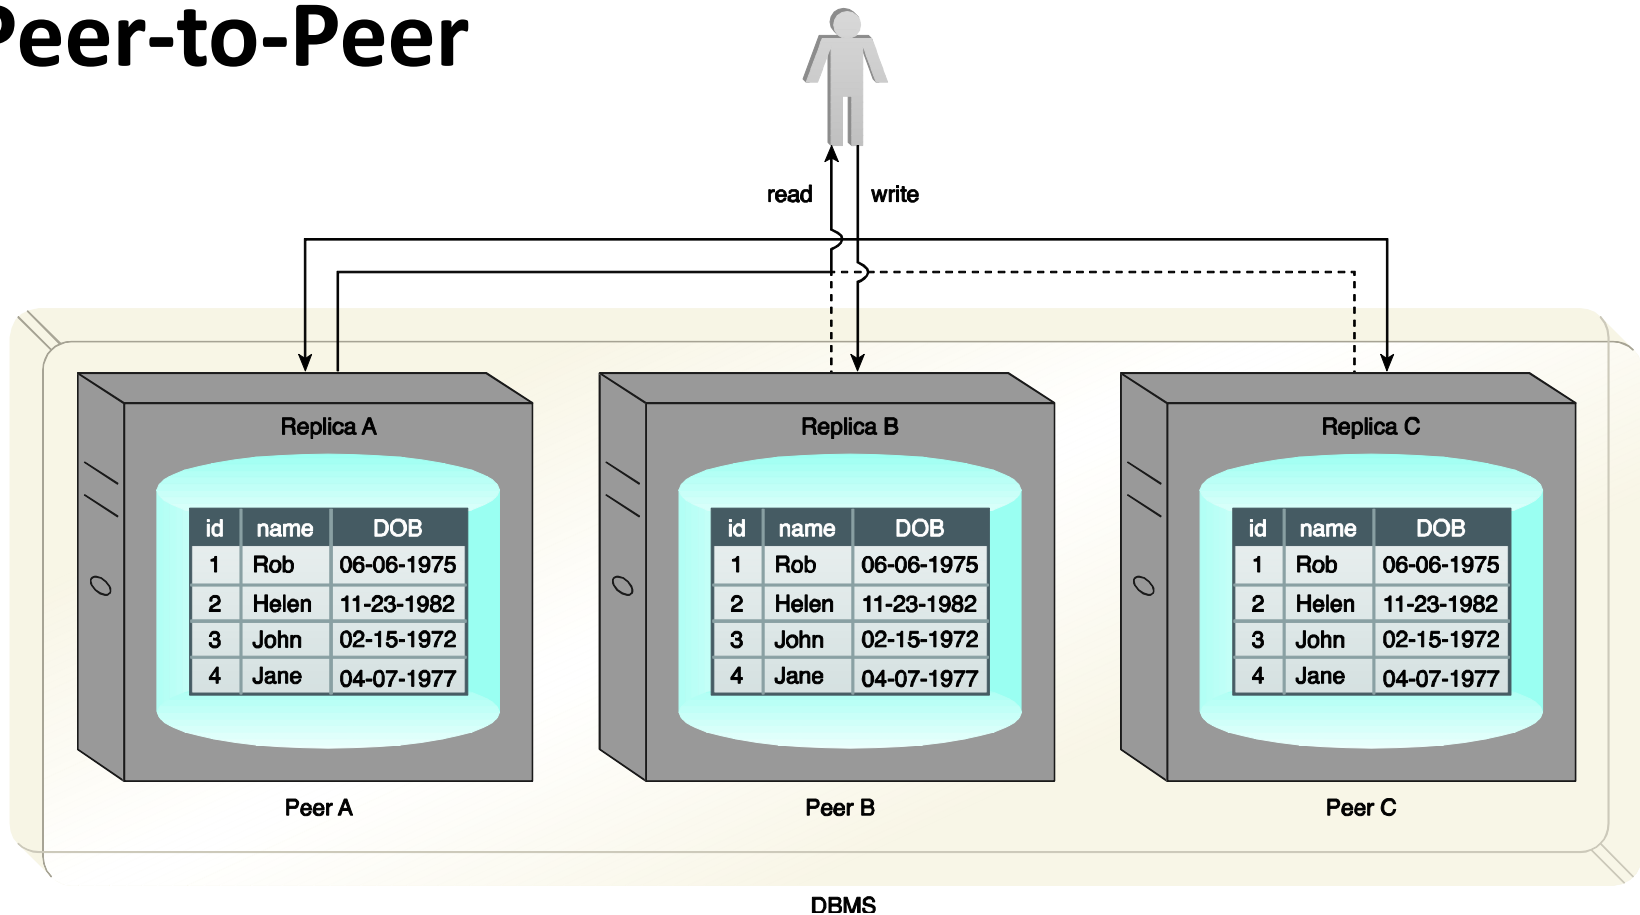 Peer-to-Peer
read write
Replica A Replica B Replica C
id name DOB id name DOB id name DOB
1 Rob 06-06-1975 1 Rob 06-06-1975 1 Rob 06-06-1975
2 Helen 11-23-1982 2 Helen 11-23-1982 2 Helen 11-23-1982
3 John 02-15-1972 3 John 02-15-1972 3 John 02-15-1972
4 Jane 04-07-1977 4 Jane 04-07-1977 4 Jane 04-07-1977
Peer A Peer B Peer C
DBMS